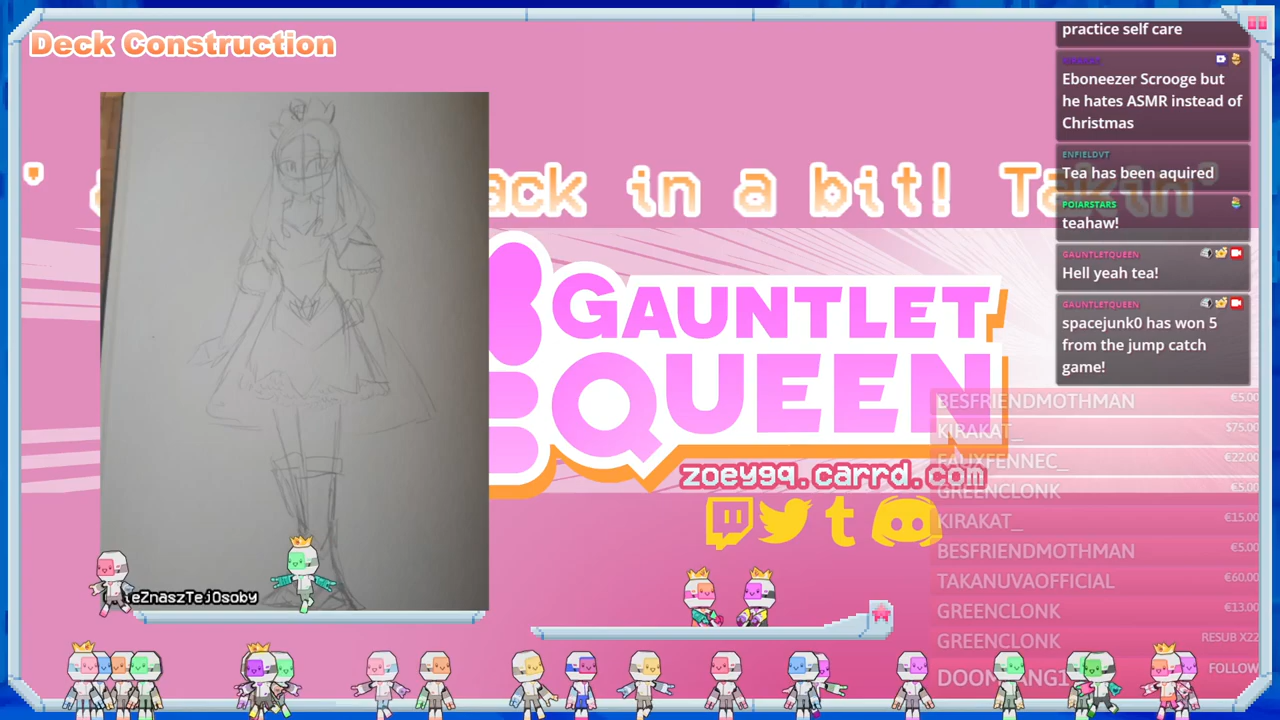 Deck Construction
practice self care
Eboneezer Scrooge but
he hates ASMR instead of
Christmas
ENFIELDVT
Tea has been aquired
POIARSTARS
teahaw!
GAUNTLETQUEEN
Hell yeah tea!
GAUNTLETQUEEN
spacejunk0 has won 5
from the jump catch
game!
ack in a bit! Takin'
GAUNTLET
QUEEN
zoeygq.carrd.com
BESFRIENDMOTHMAN €5.00
KIRAKAT_ $75.00
FAUXFENNEC_ €22.00
GREENCLONK €5.00
KIRAKAT_ €15.00
BESFRIENDMOTHMAN €5.00
TAKANUVAOFFICIAL €60.00
GREENCLONK €13.00
GREENCLONK RESUB X22
FOLLOW
eZnaszTejOsoby